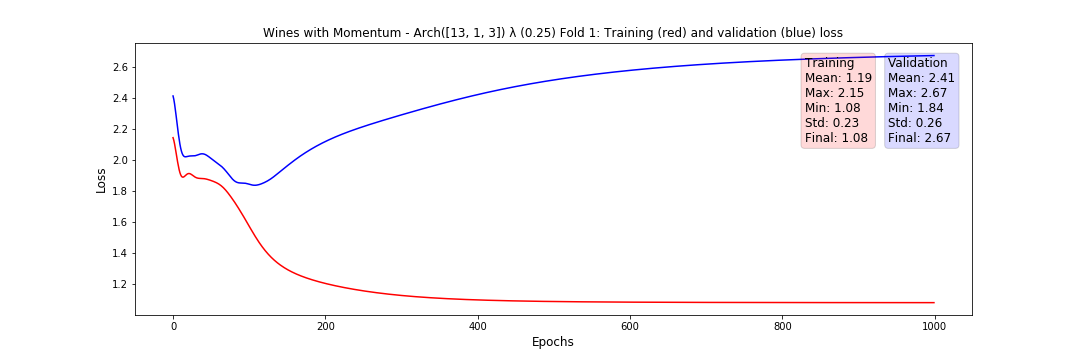 Wines with Momentum - Arch([13, 1, 3]) λ (0.25) Fold 1: Training (red) and validation (blue) loss
2.6
2.4
2.2
2.0
1.8
1.6
1.4
1.2
Loss
Training
Mean: 1.19
Max: 2.15
Min: 1.08
Std: 0.23
Final: 1.08
Validation
Mean: 2.41
Max: 2.67
Min: 1.84
Std: 0.26
Final: 2.67
0 200 400 600 800 1000
Epochs